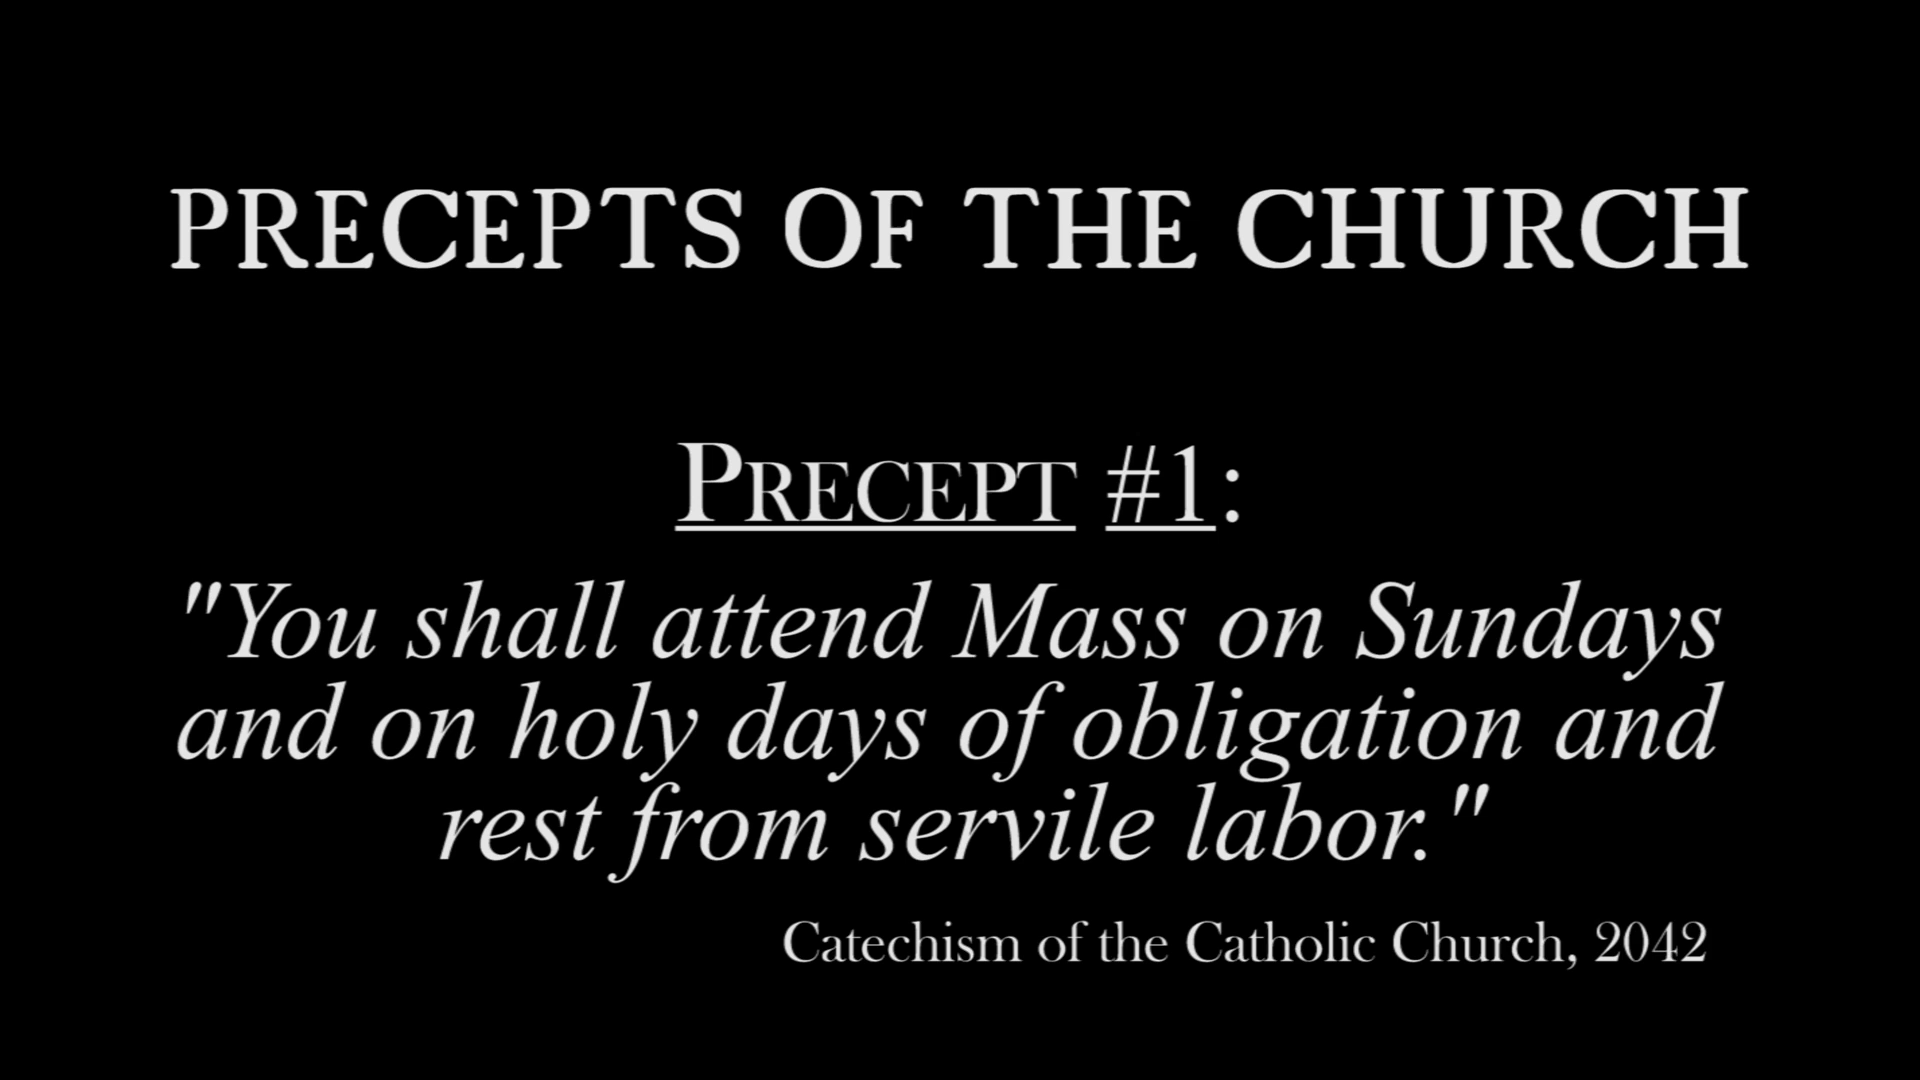 PRECEPTS OF THE CHURCH
PRECEPT #1:
"You shall attend Mass on Sundays
and on holy days of obligation and
rest from servile labor."
Catechism of the Catholic Church, 2042